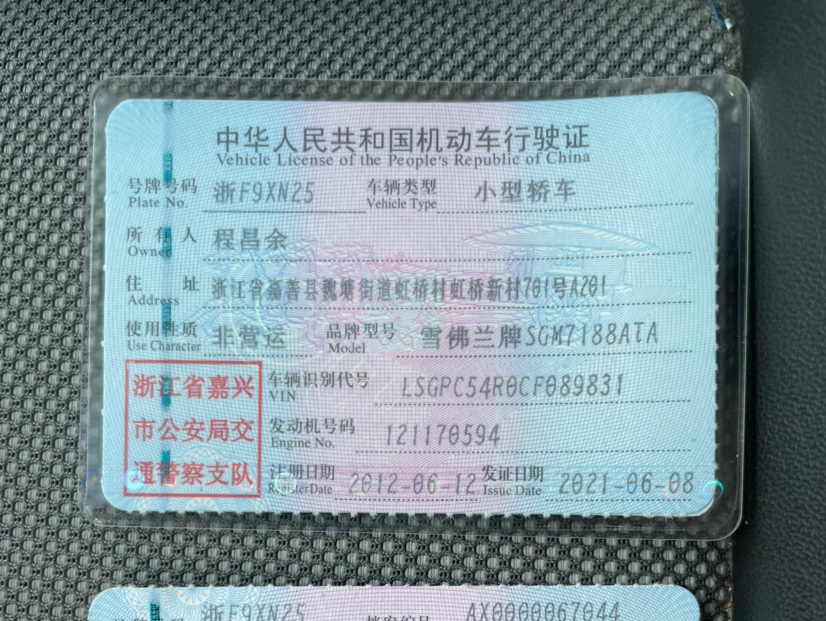 中华人民共和国机动车行驶证
Vehicle License of the People's Republic of China
号牌号码 浙F9XN25 车辆类型 小型轿车
Plate No. Vehicle Type
所有人 程昌余
Owner
住址 浙江省嘉善县魏塘街道虹桥村虹桥新村701号A201
Address
使用性质 非营运 品牌型号 雪佛兰牌SGM7188ATA
Use Character Model
浙江省嘉兴
市公安局交
通警察支队
车辆识别代号 LSGPC54R0CF089831
VIN
发动机号码 121170594
Engine No.
注册日期 2012-06-12 发证日期 2021-06-08
Register Date Issue Date
号牌号码 浙F9XN25 档案编号 AX0000067044